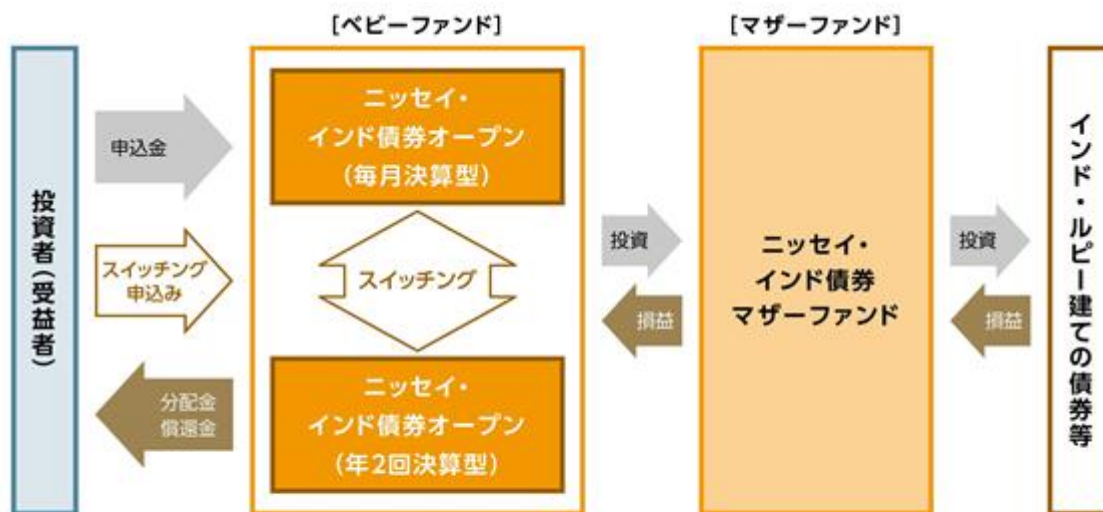 [ベビーファンド]
[マザーファンド]
投資者(受益者)
申込金
スイッチング
申込み
分配金
償還金
ニッセイ・
インド債券オープン
(毎月決算型)
スイッチング
ニッセイ・
インド債券オープン
(年2回決算型)
投資
損益
ニッセイ・
インド債券
マザーファンド
投資
損益
インド・ルピー建ての債券等